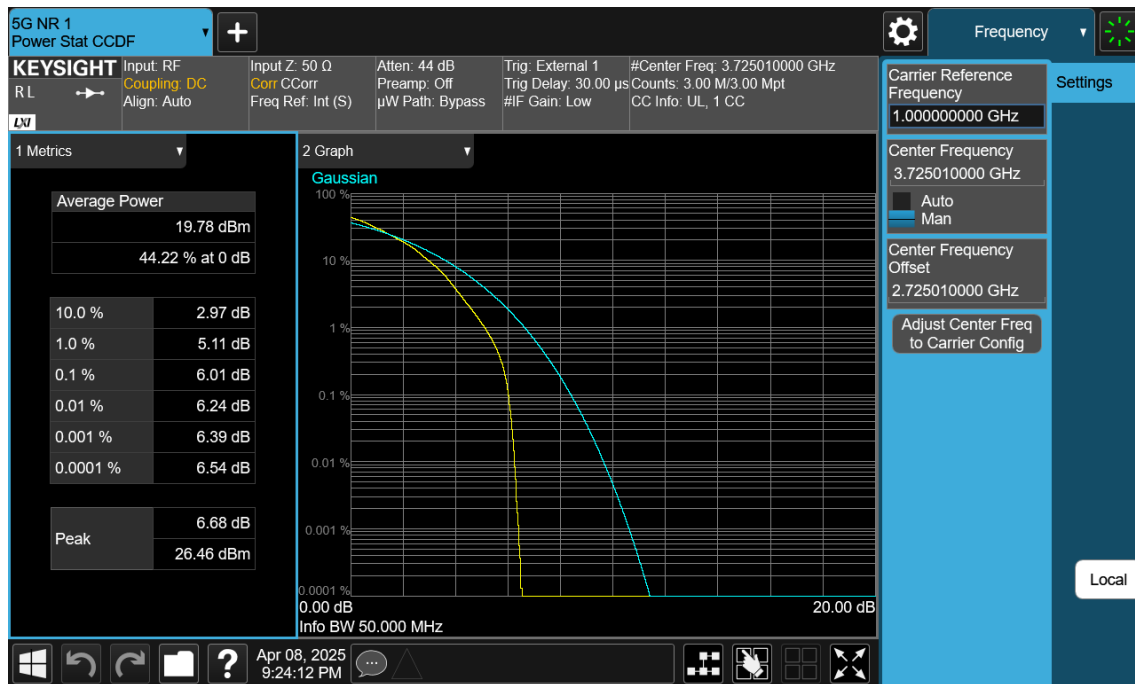 5G NR 1
Power Stat CCDF
Frequency
KEYSIGHT
R L
LXI
Input: RF
Coupling: DC
Align: Auto
Input Z: 50 Ω
Corr CCorr
Freq Ref: Int (S)
Atten: 44 dB
Preamp: Off
µW Path: Bypass
Trig: External 1
Trig Delay: 30.00 µs
#IF Gain: Low
#Center Freq: 3.725010000 GHz
Counts: 3.00 M/3.00 Mpt
CC Info: UL, 1 CC
1 Metrics
Average Power
19.78 dBm
44.22 % at 0 dB
10.0 % 2.97 dB
1.0 % 5.11 dB
0.1 % 6.01 dB
0.01 % 6.24 dB
0.001 % 6.39 dB
0.0001 % 6.54 dB
Peak
6.68 dB
26.46 dBm
2 Graph
Gaussian
100 %
10 %
1 %
0.1 %
0.01 %
0.001 %
0.0001 %
0.00 dB 20.00 dB
Info BW 50.000 MHz
Carrier Reference
Frequency
1.000000000 GHz
Center Frequency
3.725010000 GHz
Auto
Man
Center Frequency
Offset
2.725010000 GHz
Adjust Center Freq
to Carrier Config
Settings
Local
?
Apr 08, 2025
9:24:12 PM